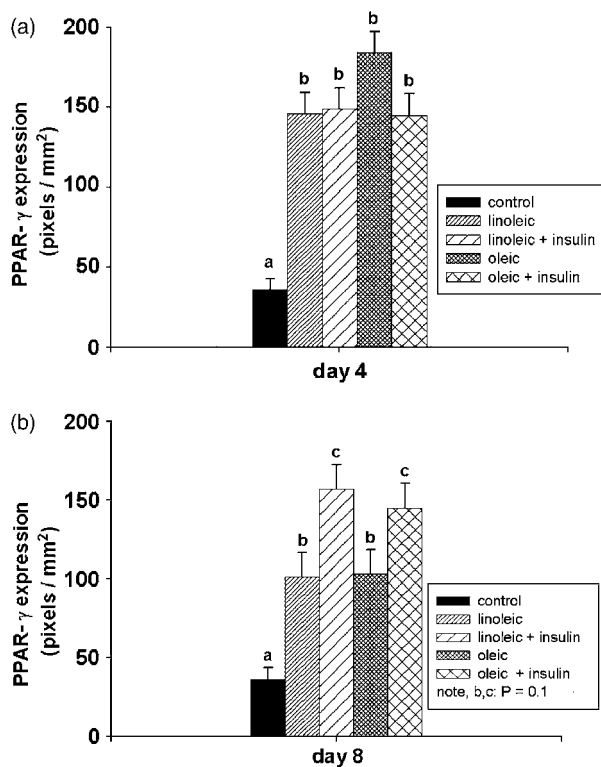 (a)
PPAR- γ expression
(pixels / mm²)
200
150
100
50
0
a
b
b
b
b
control
linoleic
linoleic + insulin
oleic
oleic + insulin
day 4
(b)
PPAR- γ expression
(pixels / mm²)
200
150
100
50
0
a
b
c
b
c
control
linoleic
linoleic + insulin
oleic
oleic + insulin
note, b,c: P = 0.1
day 8